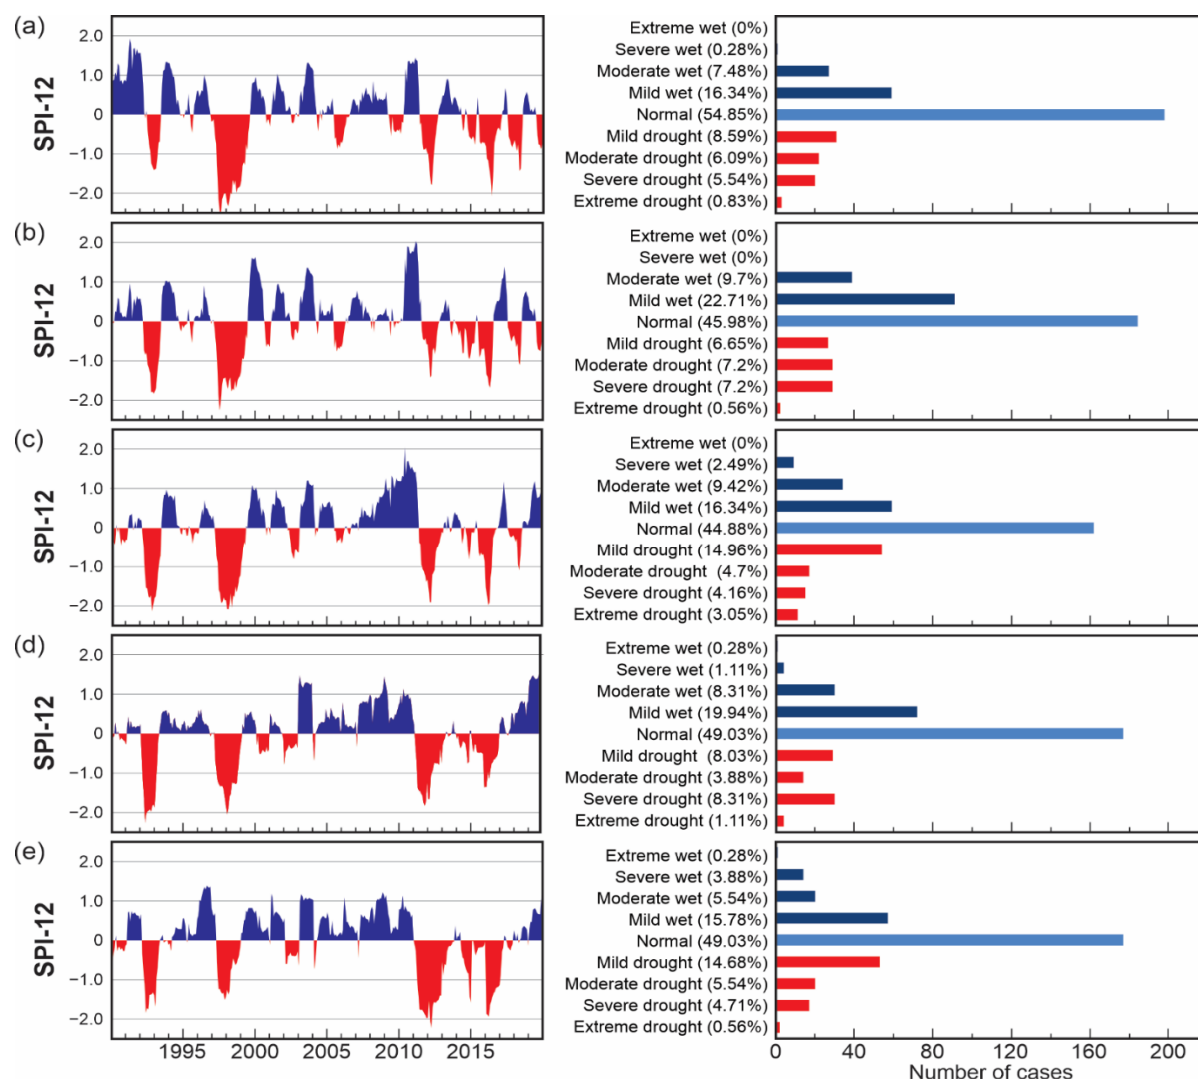 (a)
SPI-12
2.0
1.0
0
−1.0
−2.0
Extreme wet (0%)
Severe wet (0.28%)
Moderate wet (7.48%)
Mild wet (16.34%)
Normal (54.85%)
Mild drought (8.59%)
Moderate drought (6.09%)
Severe drought (5.54%)
Extreme drought (0.83%)
(b)
SPI-12
2.0
1.0
0
−1.0
−2.0
Extreme wet (0%)
Severe wet (0%)
Moderate wet (9.7%)
Mild wet (22.71%)
Normal (45.98%)
Mild drought (6.65%)
Moderate drought (7.2%)
Severe drought (7.2%)
Extreme drought (0.56%)
(c)
SPI-12
2.0
1.0
0
−1.0
−2.0
Extreme wet (0%)
Severe wet (2.49%)
Moderate wet (9.42%)
Mild wet (16.34%)
Normal (44.88%)
Mild drought (14.96%)
Moderate drought (4.7%)
Severe drought (4.16%)
Extreme drought (3.05%)
(d)
SPI-12
2.0
1.0
0
−1.0
−2.0
Extreme wet (0.28%)
Severe wet (1.11%)
Moderate wet (8.31%)
Mild wet (19.94%)
Normal (49.03%)
Mild drought (8.03%)
Moderate drought (3.88%)
Severe drought (8.31%)
Extreme drought (1.11%)
(e)
SPI-12
2.0
1.0
0
−1.0
−2.0
1995 2000 2005 2010 2015
Extreme wet (0.28%)
Severe wet (3.88%)
Moderate wet (5.54%)
Mild wet (15.78%)
Normal (49.03%)
Mild drought (14.68%)
Moderate drought (5.54%)
Severe drought (4.71%)
Extreme drought (0.56%)
0 40 80 120 160 200
Number of cases